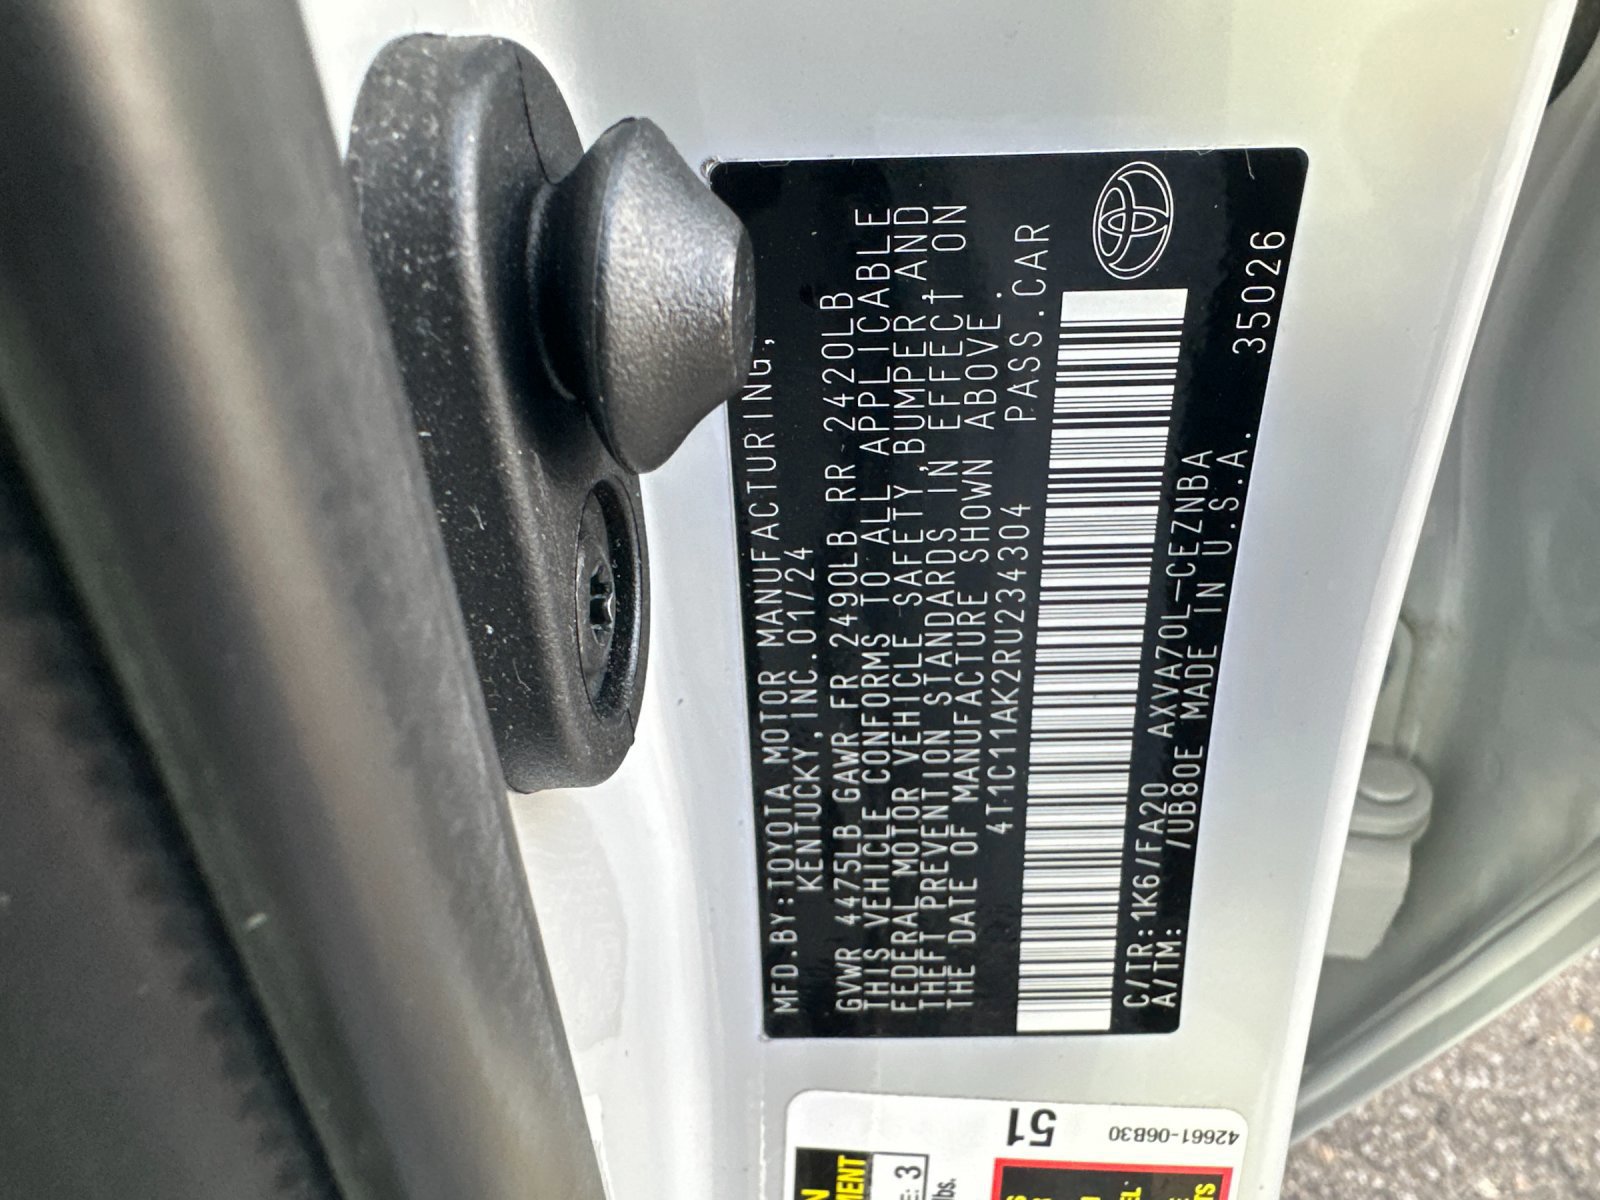 MFD.BY:TOYOTA MOTOR MANUFACTURING,
KENTUCKY,INC.01/24
GVWR 4475LB GAWR FR 2490LB RR 2420LB
THIS VEHICLE CONFORMS TO ALL APPLICABLE
FEDERAL MOTOR VEHICLE SAFETY,BUMPER,AND
THEFT PREVENTION STANDARDS IN EFFECT ON
THE DATE OF MANUFACTURE SHOWN ABOVE.
4T1C11AK2RU234304 PASS.CAR
C/TR:1K6/FA20 AXVA70L-CEZNBA
A/TM: /UB80E MADE IN U.S.A.
35026
51
42661-06B30
3
lbs.